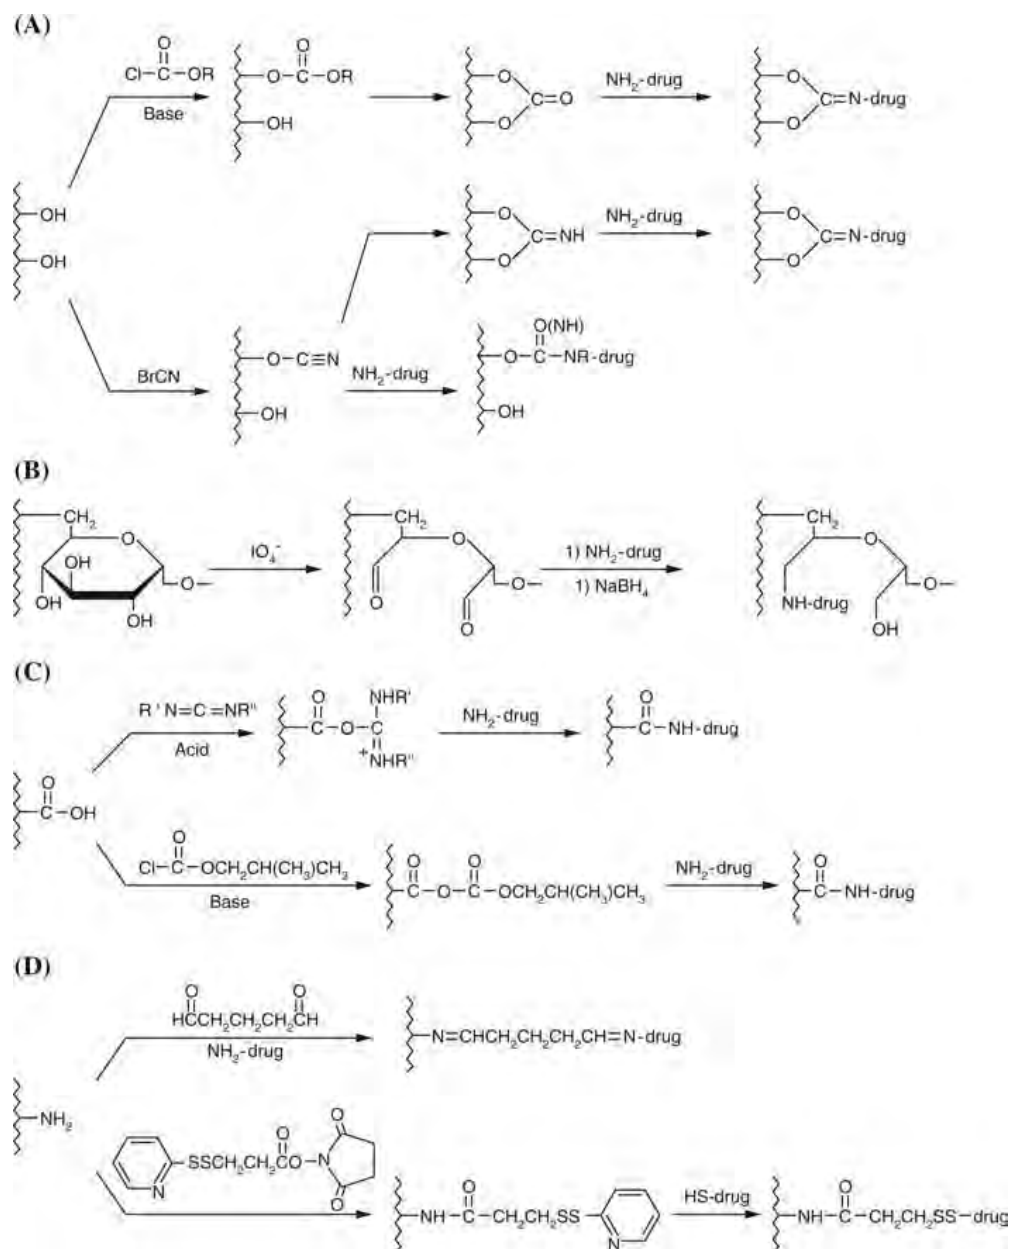 (A)
O
Cl C OR
Base
O
O C OR
OH
O
C=O
O
NH₂-drug
O
C=N-drug
O
OH
OH
O
C=NH
O
NH₂-drug
O
C=N-drug
O
BrCN
O C≡N
OH
NH₂-drug
O(NH)
O C NR-drug
OH
(B)
CH₂
O
OH
OH
OH
O
IO₄⁻
CH₂
O
O
O
O
1) NH₂-drug
1) NaBH₄
CH₂
O
O
NH-drug
OH
(C)
C-OH
O
R'N=C=NR''
Acid
O NHR'
C O C
+NHR''
NH₂-drug
O
C
NH-drug
O
Cl C OCH₂CH(CH₃)CH₃
Base
O O
C O C OCH₂CH(CH₃)CH₃
NH₂-drug
O
C NH-drug
(D)
NH₂
O O
HCCH₂CH₂CH₂CH
NH₂-drug
N=CHCH₂CH₂CH₂CH=N-drug
O
SSCH₂CH₂CO-N
N
O
O
O
NH C CH₂CH₂SS
N
HS-drug
O
NH C CH₂CH₂SS drug